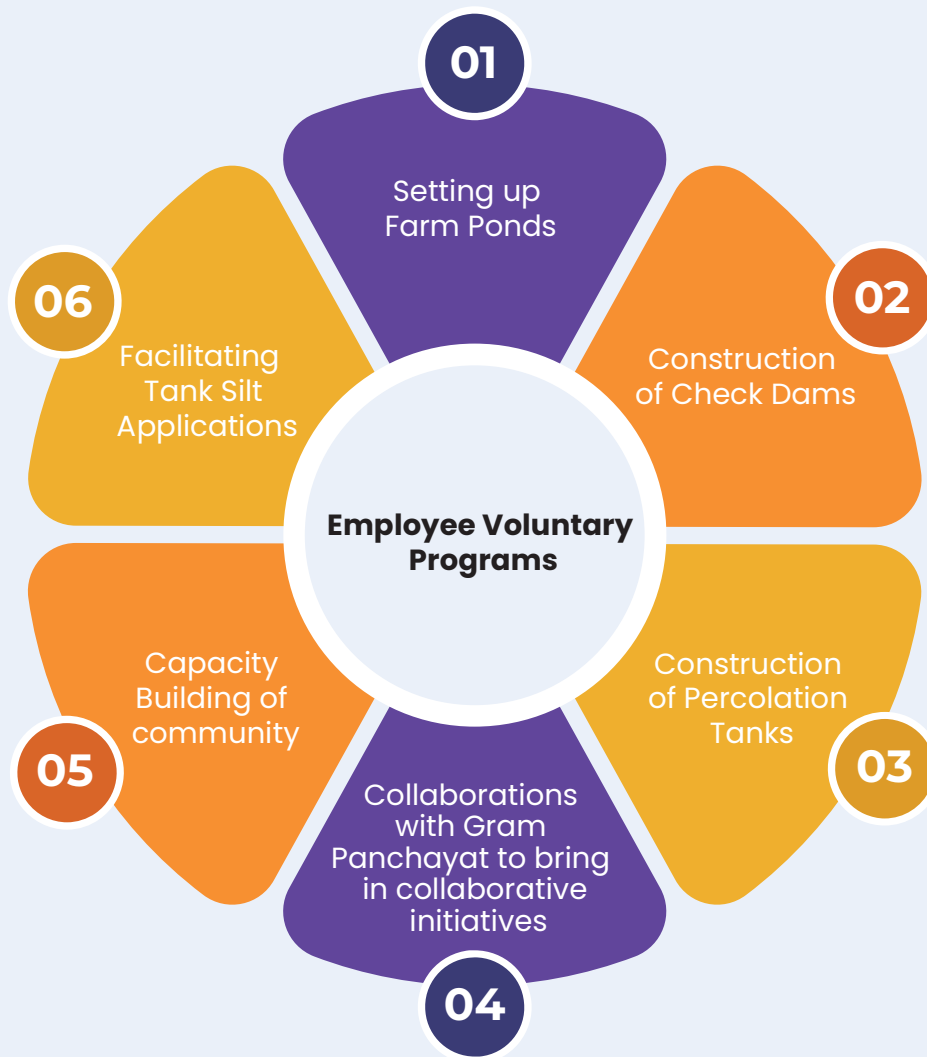 01
Setting up
Farm Ponds
02
Construction
of Check Dams
03
Construction
of Percolation
Tanks
04
Collaborations
with Gram
Panchayat to bring
in collaborative
initiatives
05
Capacity
Building of
community
06
Facilitating
Tank Silt
Applications
Employee Voluntary
Programs